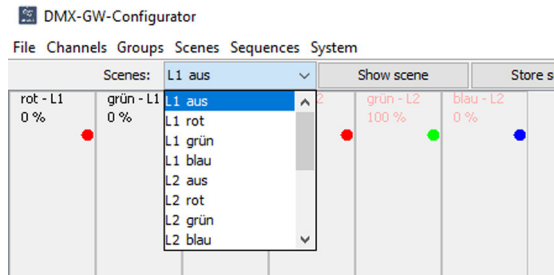 DMX-GW-Configurator
File Channels Groups Scenes Sequences System
Scenes: L1 aus Show scene Store s
rot - L1 grün - L1 2 grün - L2 blau - L2
0 % 0 % 100 % 0 %
L1 aus
L1 rot
L1 grün
L1 blau
L2 aus
L2 rot
L2 grün
L2 blau